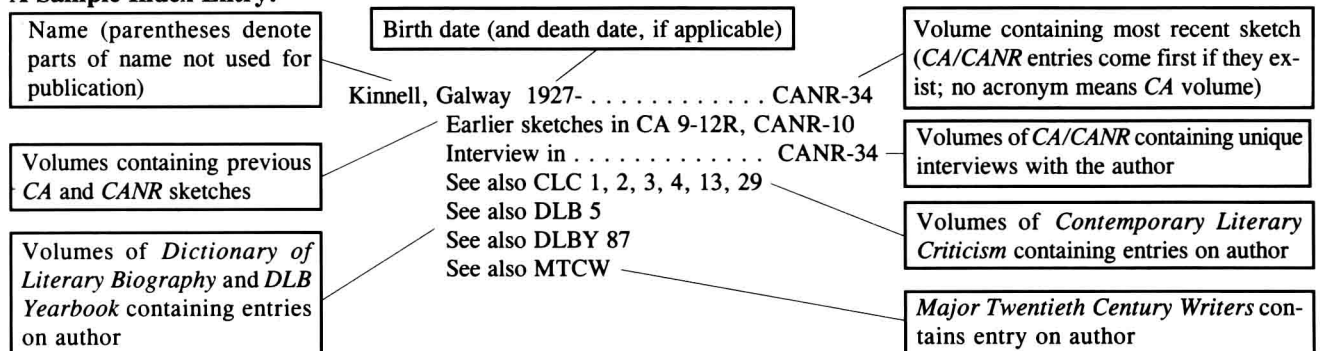 A Sample Index Entry:
Name (parentheses denote
parts of name not used for
publication)
Birth date (and death date, if applicable)
Volume containing most recent sketch
(CA/CANR entries come first if they ex-
ist; no acronym means CA volume)
Kinnell, Galway 1927- . . . . . . . . . . . . CANR-34
Earlier sketches in CA 9-12R, CANR-10
Interview in . . . . . . . . . . . . . CANR-34
See also CLC 1, 2, 3, 4, 13, 29
See also DLB 5
See also DLBY 87
See also MTCW
Volumes containing previous
CA and CANR sketches
Volumes of Dictionary of
Literary Biography and DLB
Yearbook containing entries
on author
Volumes of CA/CANR containing unique
interviews with the author
Volumes of Contemporary Literary
Criticism containing entries on author
Major Twentieth Century Writers con-
tains entry on author